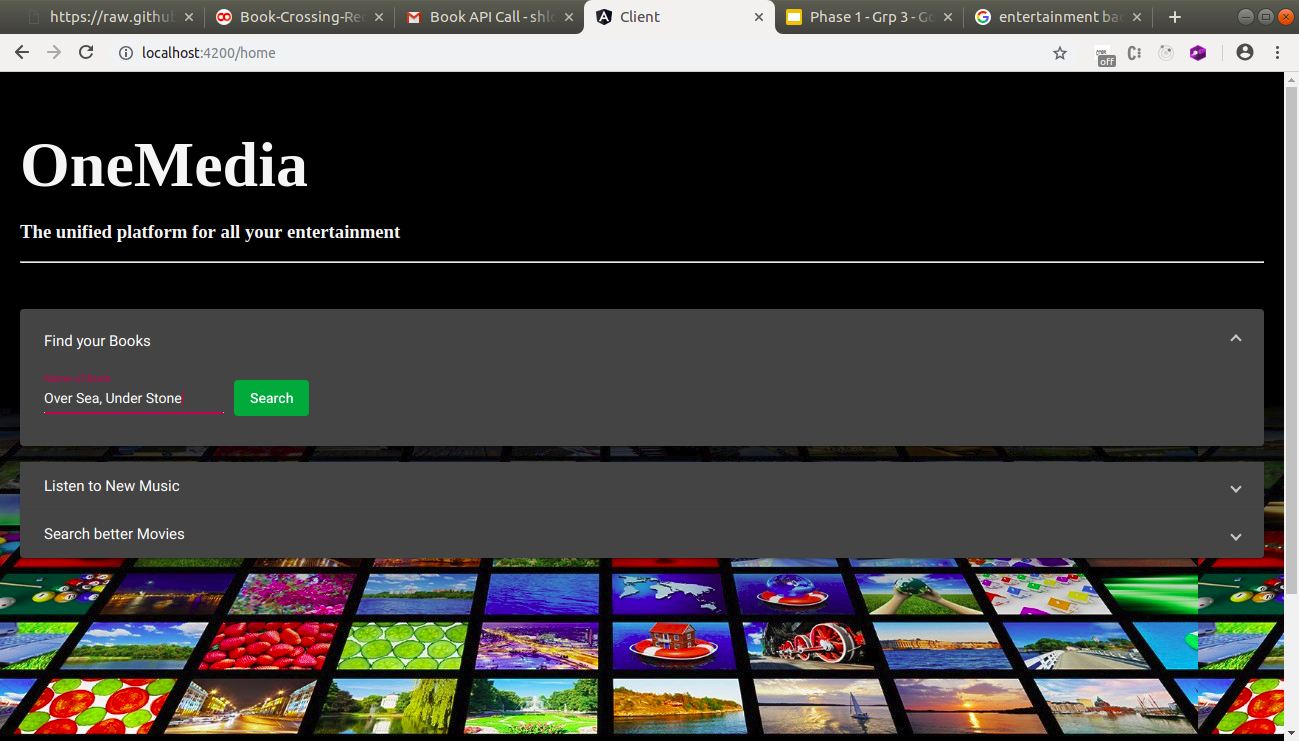 https://raw.githu
Book-Crossing-Re
Book API Call - shl
Client
Phase 1 - Grp 3 - Go
entertainment ba
localhost:4200/home
off
OneMedia
The unified platform for all your entertainment
Find your Books
Over Sea, Under Stone
Search
Listen to New Music
Search better Movies